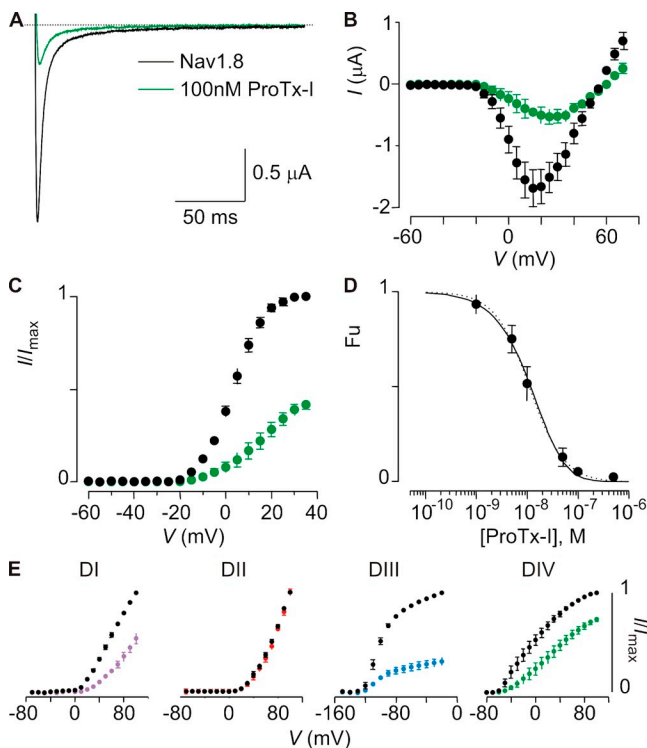 A
Nav1.8
100nM ProTx-I
0.5 μA
50 ms
B
I (μA)
1
0
-1
-2
-60 0 60
V (mV)
C
I/Imax
1
0
-60 -40 -20 0 20 40
V (mV)
D
Fu
1
0
10⁻¹⁰ 10⁻⁹ 10⁻⁸ 10⁻⁷ 10⁻⁶
[ProTx-I], M
E
DI DII DIII DIV
1
I/Imax
0
-80 0 80 0 80 -160 -80 0 -80 0 80
V (mV)